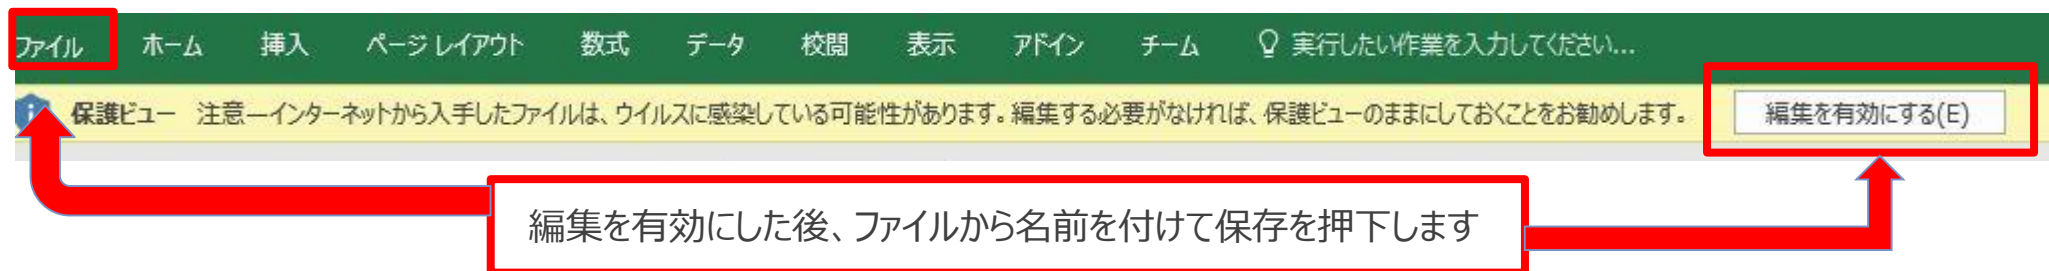 ファイル ホーム 挿入 ページ レイアウト 数式 データ 校閲 表示 アドイン チーム 実行したい作業を入力してください...
保護ビュー 注意—インターネットから入手したファイルは、ウイルスに感染している可能性があります。編集する必要がなければ、保護ビューのままにしておくことをお勧めします。 編集を有効にする(E)
編集を有効にした後、ファイルから名前を付けて保存を押下します